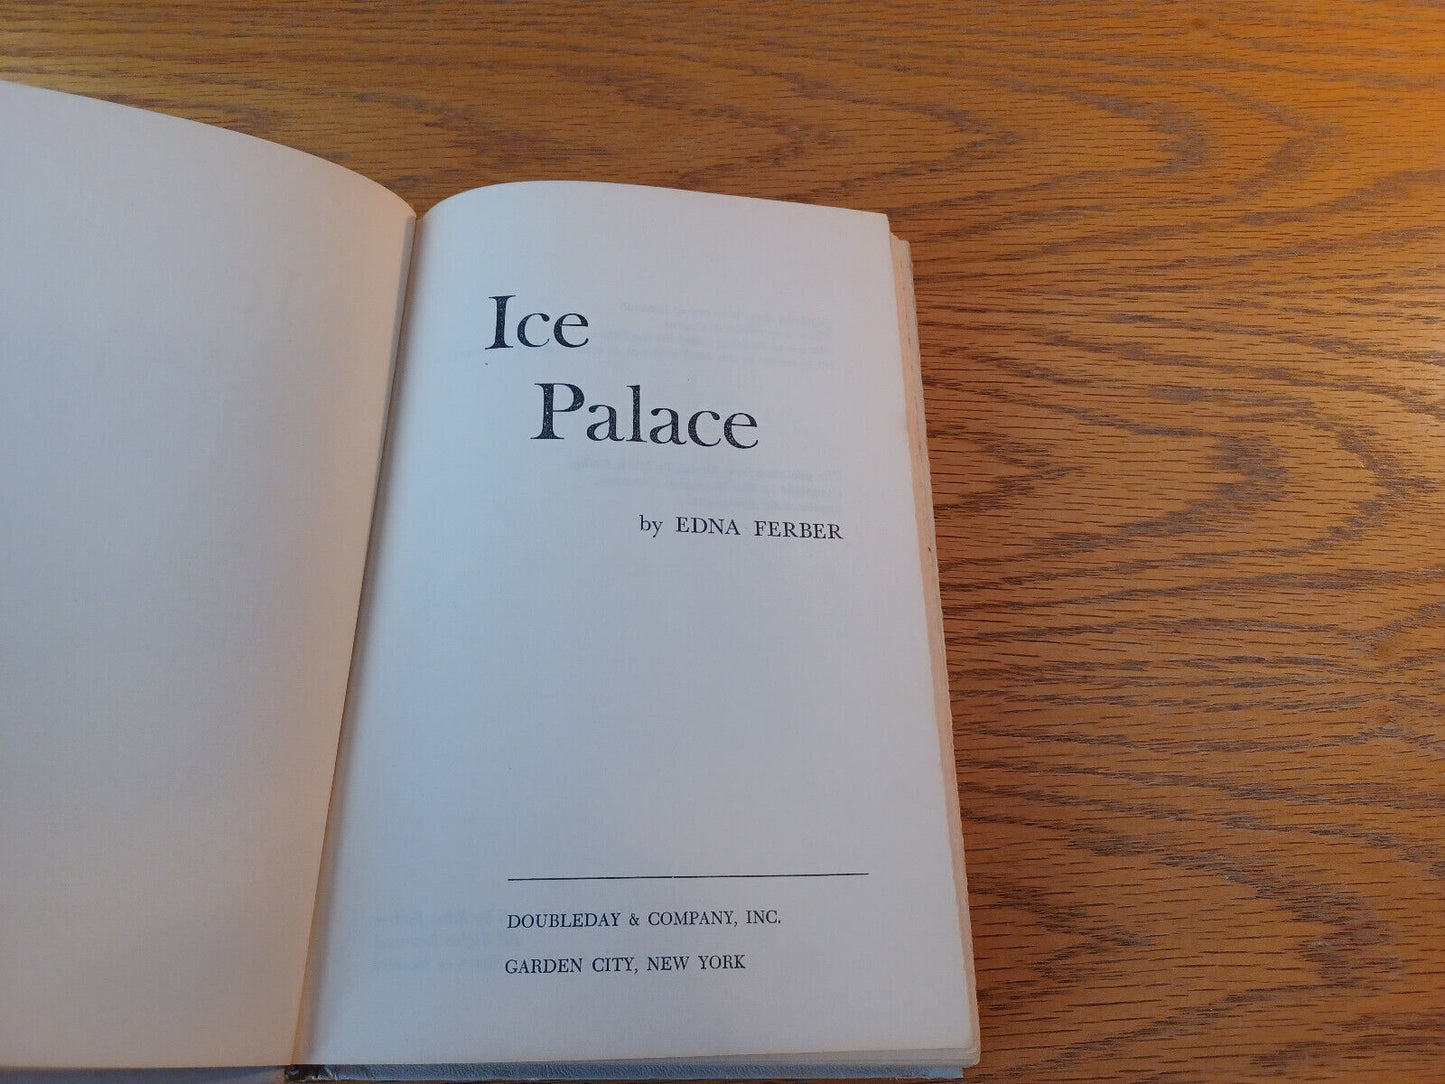 Ice
Palace
by EDNA FERBER
DOUBLEDAY & COMPANY, INC.
GARDEN CITY, NEW YORK